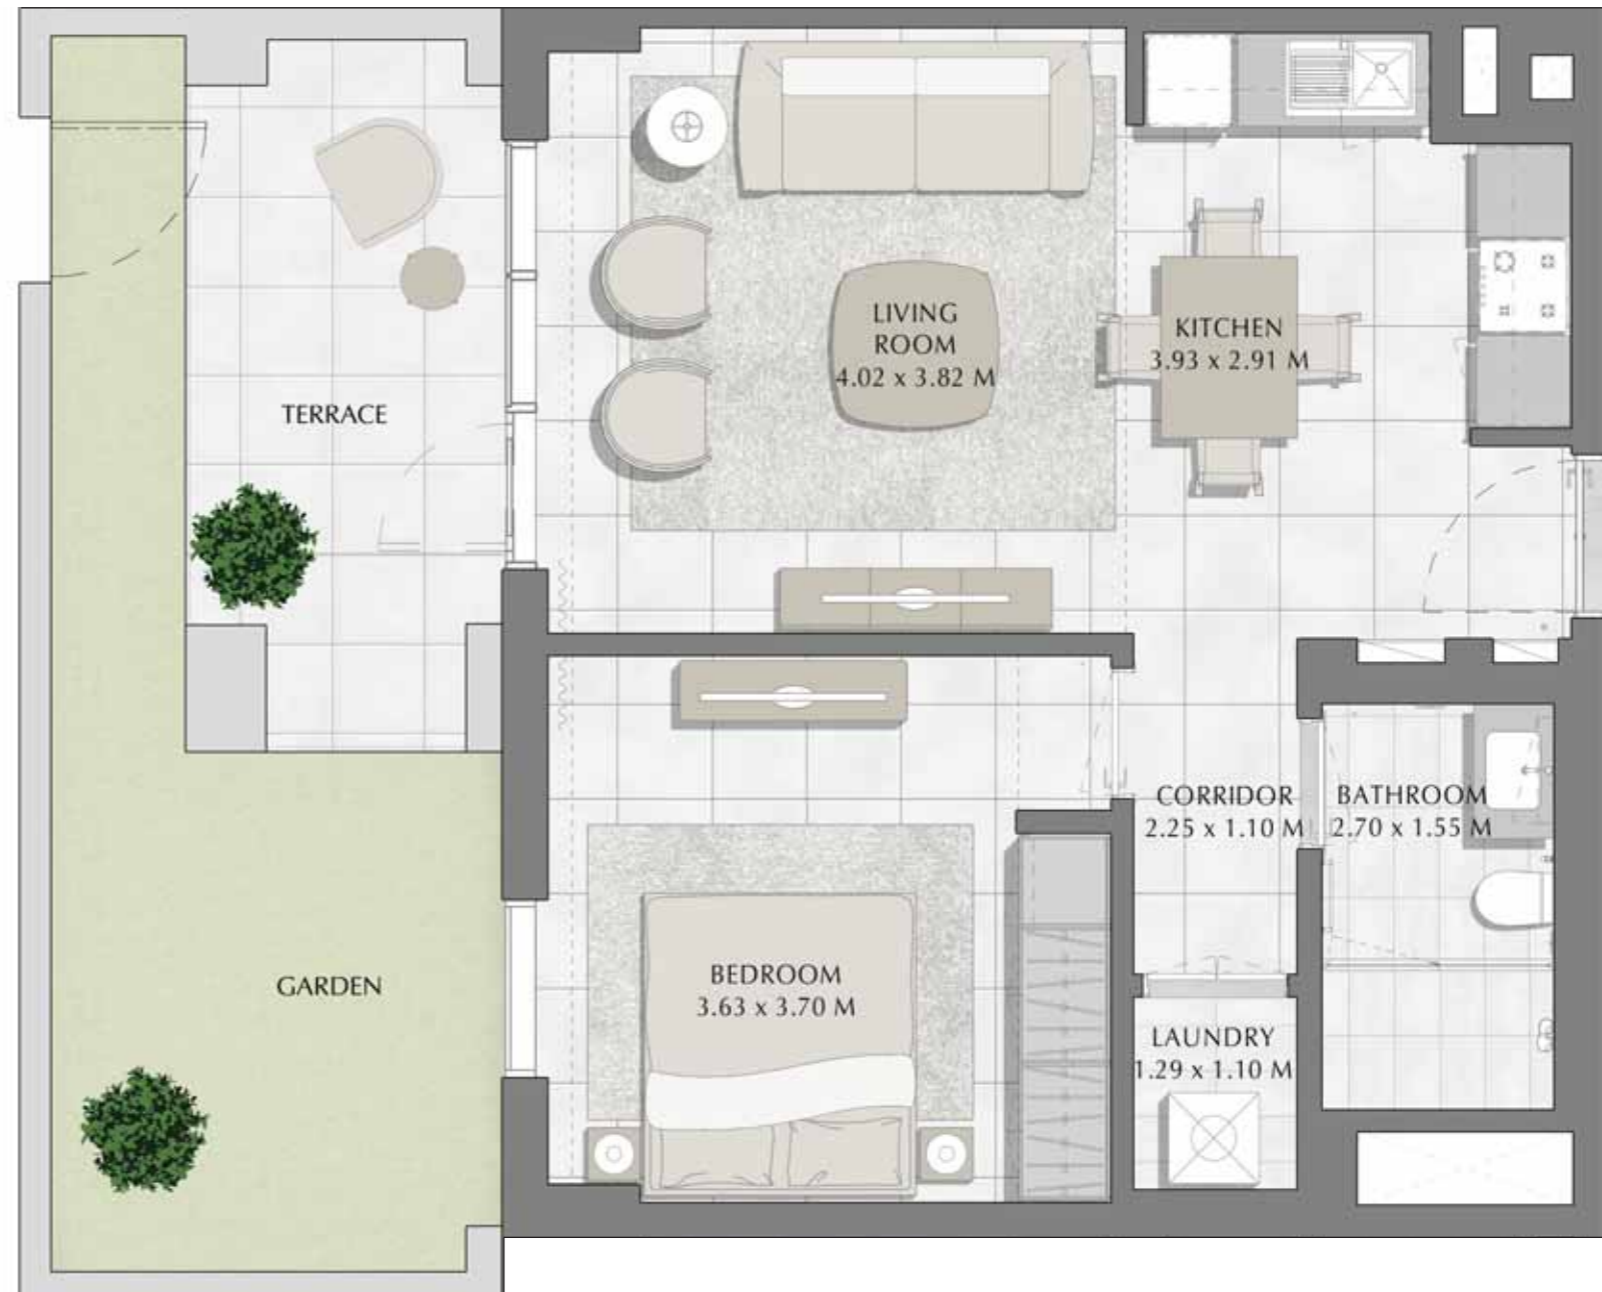 LIVING
ROOM
4.02 x 3.82 M
KITCHEN
3.93 x 2.91 M
TERRACE
CORRIDOR
2.25 x 1.10 M
BATHROOM
2.70 x 1.55 M
BEDROOM
3.63 x 3.70 M
GARDEN
LAUNDRY
1.29 x 1.10 M